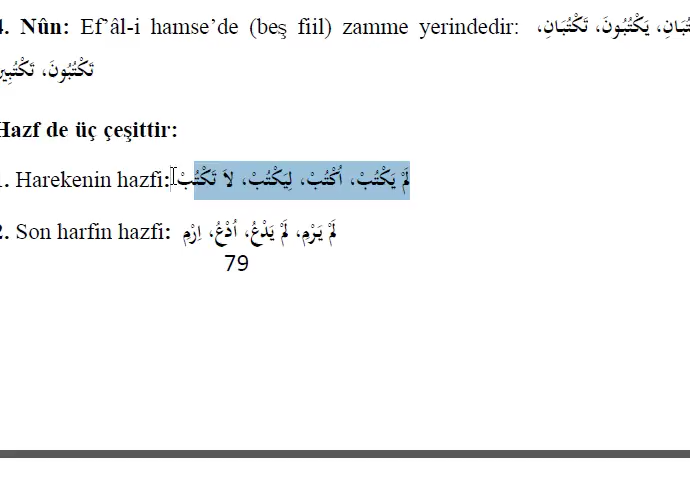 4. Nûn: Ef’âl-i hamse’de (beş fiil) zamme yerindedir: تَكْتُبَانِ، يَكْتُبُونَ،
تَكْتُبُونَ،
Hazf de üç çeşittir:
1. Harekenin hazfi: لَمْ يَكْتُبْ، اُكْتُبْ، لِيَكْتُبْ، لاَ تَكْتُبْ
2. Son harfin hazfi: لَمْ يَرْمِ، لَمْ يَدْعُ، اُدْعُ، اِرْمِ
79